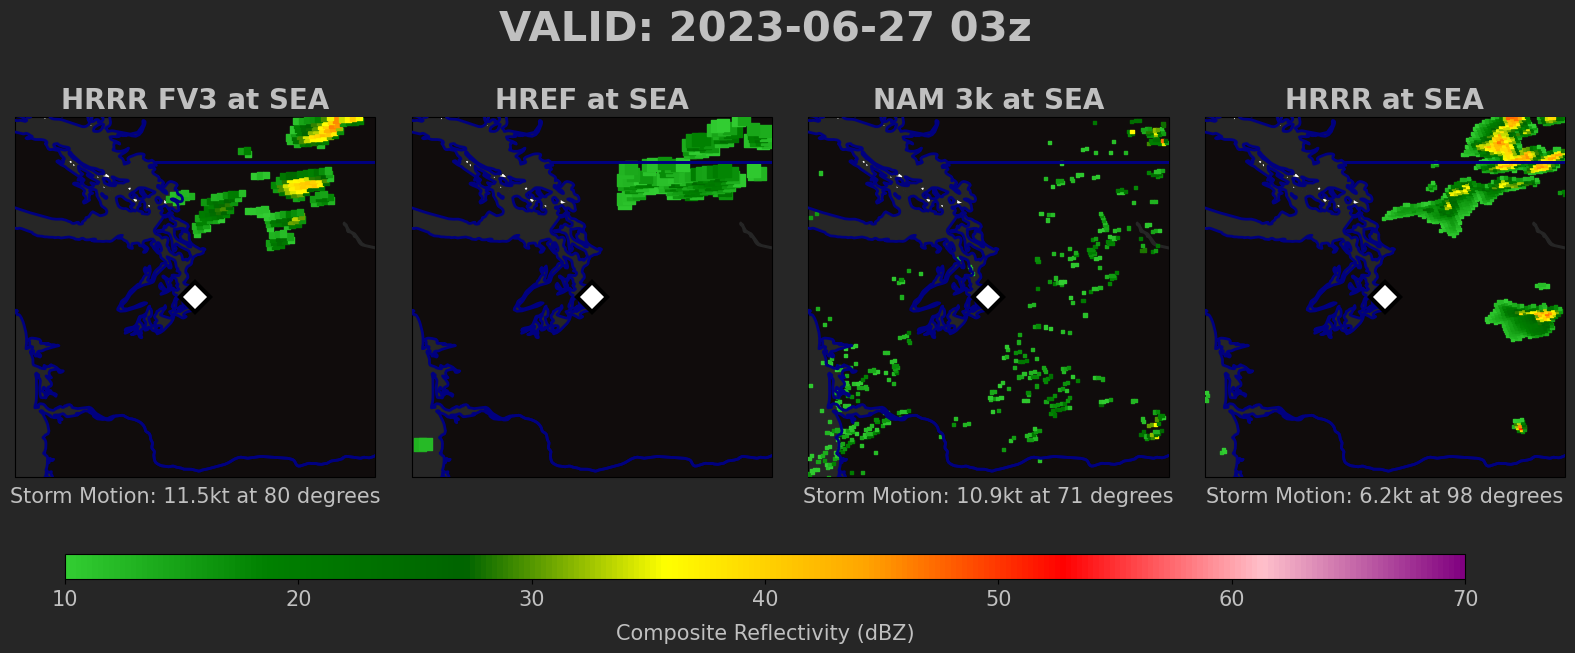 VALID: 2023-06-27 03z
HRRR FV3 at SEA
HREF at SEA
NAM 3k at SEA
HRRR at SEA
Storm Motion: 11.5kt at 80 degrees
Storm Motion: 10.9kt at 71 degrees
Storm Motion: 6.2kt at 98 degrees
10 20 30 40 50 60 70
Composite Reflectivity (dBZ)